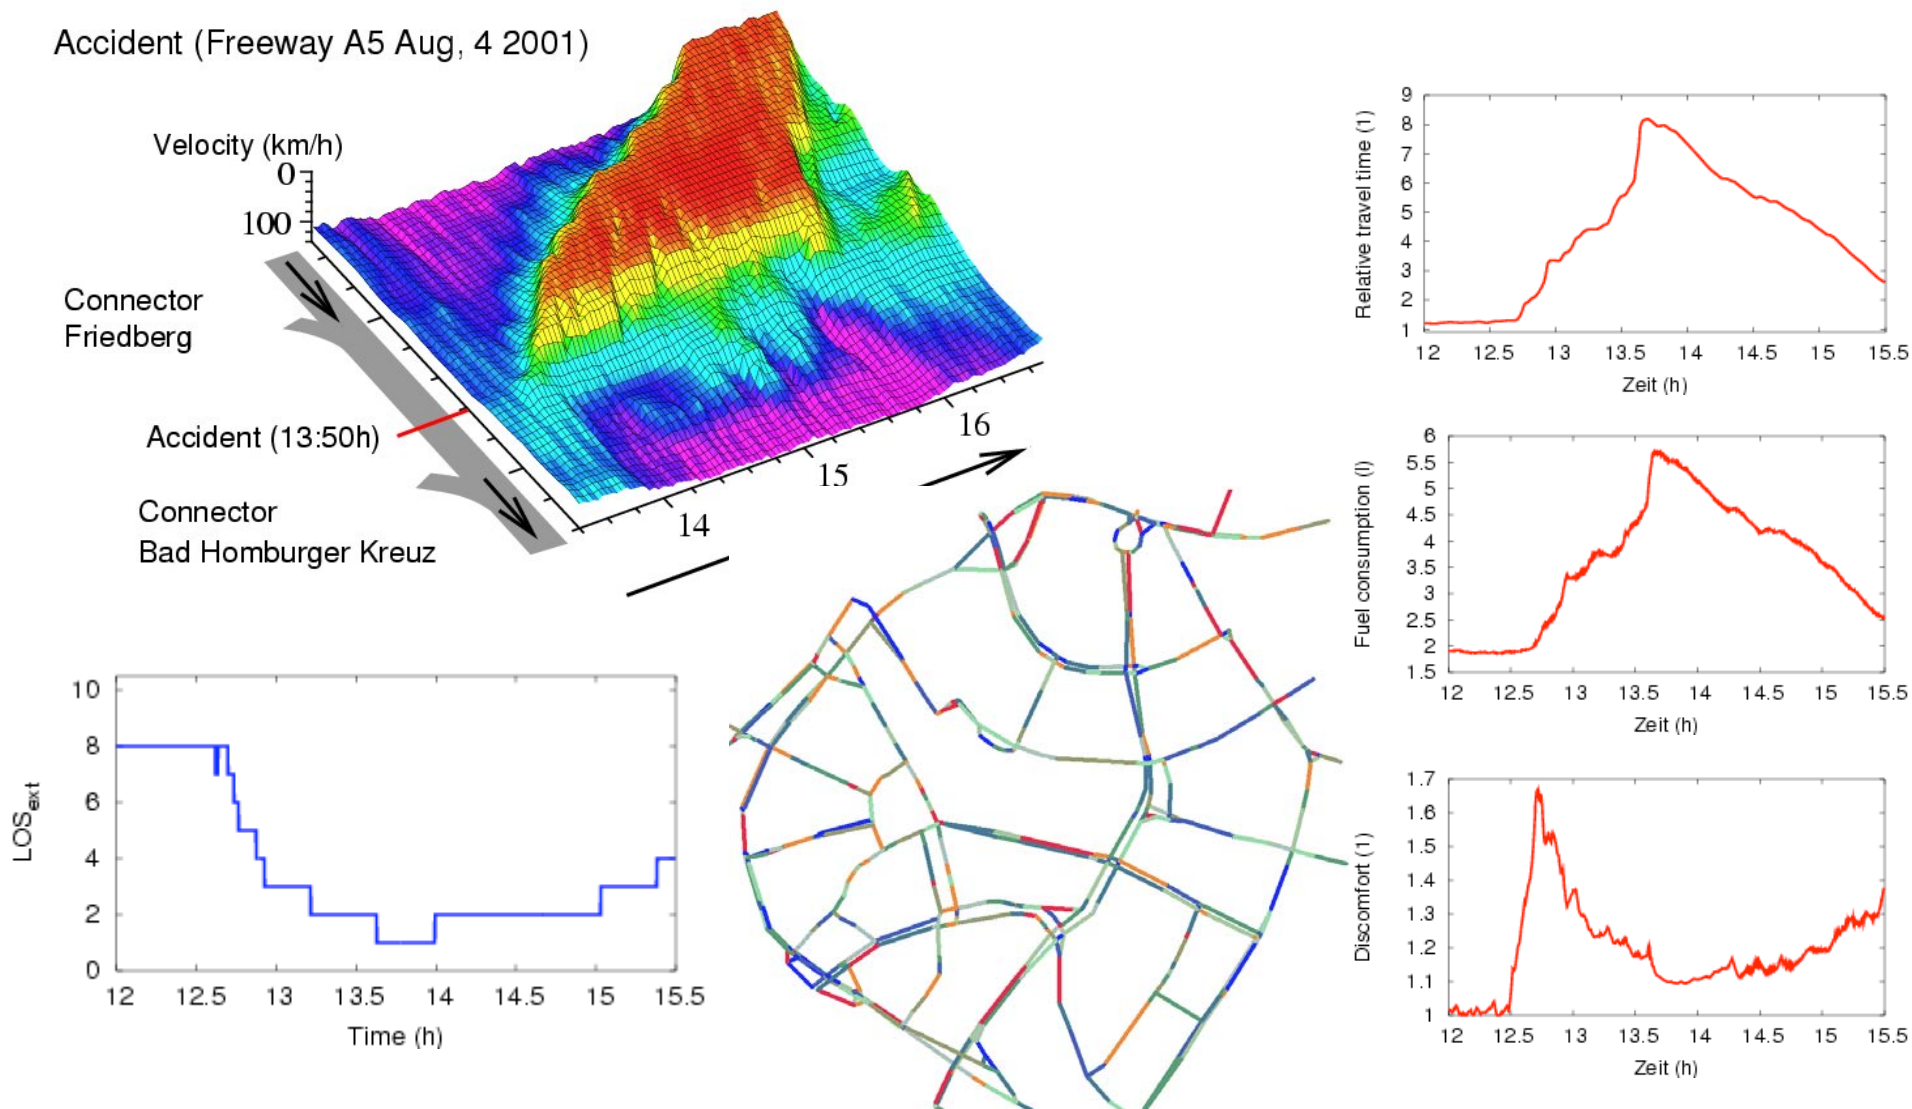 Accident (Freeway A5 Aug, 4 2001)
Velocity (km/h)
0
100
Connector
Friedberg
Accident (13:50h)
Connector
Bad Homburger Kreuz
14
15
16
LOSext
10
8
6
4
2
0
12 12.5 13 13.5 14 14.5 15 15.5
Time (h)
Relative travel time (1)
9
8
7
6
5
4
3
2
1
12 12.5 13 13.5 14 14.5 15 15.5
Zeit (h)
Fuel consumption (l)
6
5.5
5
4.5
4
3.5
3
2.5
2
1.5
12 12.5 13 13.5 14 14.5 15 15.5
Zeit (h)
Discomfort (1)
1.7
1.6
1.5
1.4
1.3
1.2
1.1
1
12 12.5 13 13.5 14 14.5 15 15.5
Zeit (h)